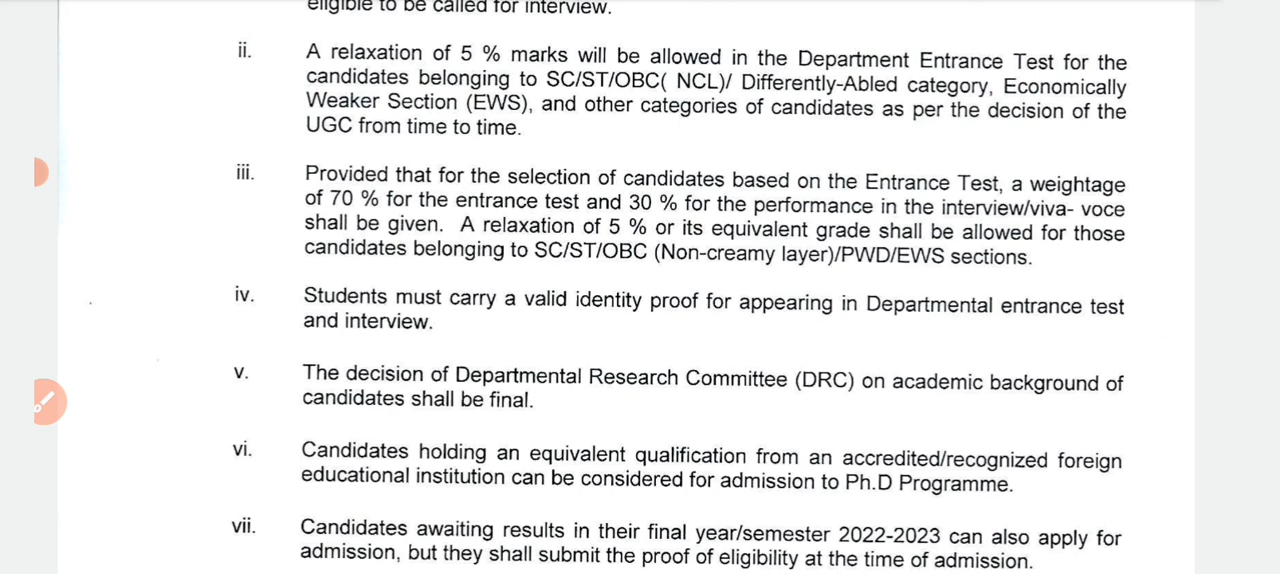 eligible to be called for interview.
ii. A relaxation of 5 % marks will be allowed in the Department Entrance Test for the
candidates belonging to SC/ST/OBC( NCL)/ Differently-Abled category, Economically
Weaker Section (EWS), and other categories of candidates as per the decision of the
UGC from time to time.
iii. Provided that for the selection of candidates based on the Entrance Test, a weightage
of 70 % for the entrance test and 30 % for the performance in the interview/viva- voce
shall be given. A relaxation of 5 % or its equivalent grade shall be allowed for those
candidates belonging to SC/ST/OBC (Non-creamy layer)/PWD/EWS sections.
iv. Students must carry a valid identity proof for appearing in Departmental entrance test
and interview.
v. The decision of Departmental Research Committee (DRC) on academic background of
candidates shall be final.
vi. Candidates holding an equivalent qualification from an accredited/recognized foreign
educational institution can be considered for admission to Ph.D Programme.
vii. Candidates awaiting results in their final year/semester 2022-2023 can also apply for
admission, but they shall submit the proof of eligibility at the time of admission.